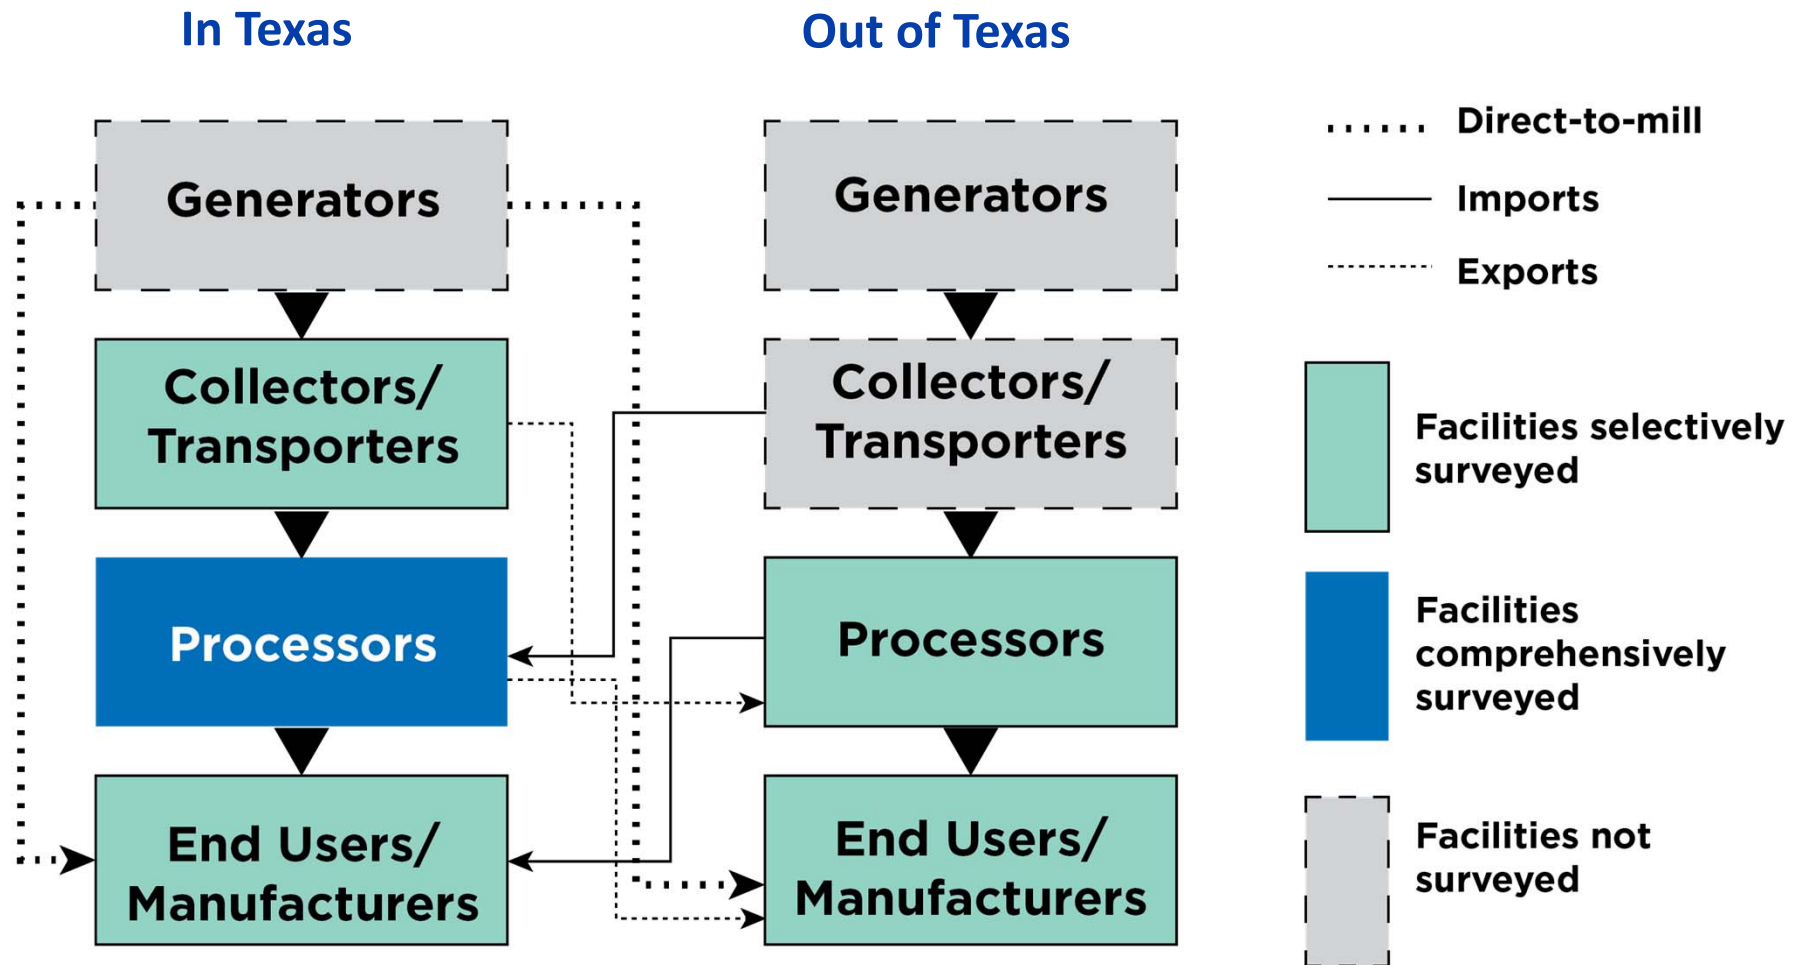 In Texas
Out of Texas
Generators
Collectors/
Transporters
Processors
End Users/
Manufacturers
Generators
Collectors/
Transporters
Processors
End Users/
Manufacturers
Direct-to-mill
Imports
Exports
Facilities selectively
surveyed
Facilities
comprehensively
surveyed
Facilities not
surveyed